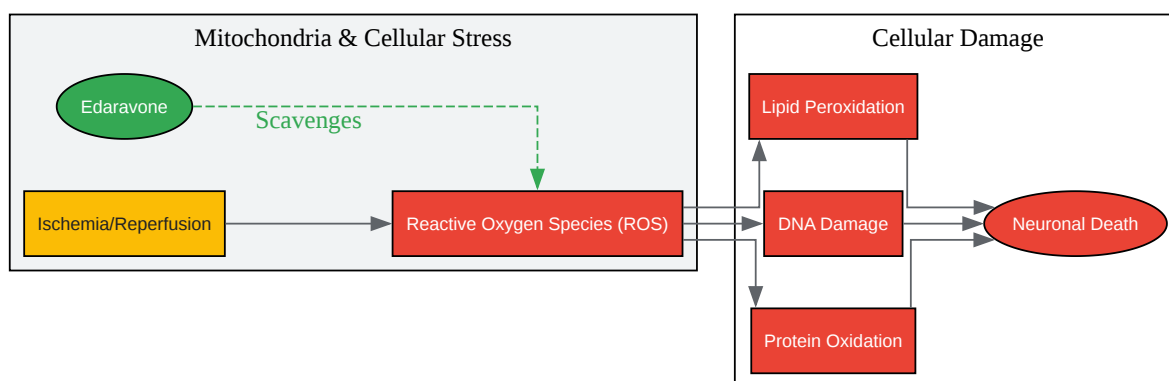 Mitochondria & Cellular Stress
Edaravone
Scavenges
Ischemia/Reperfusion
Reactive Oxygen Species (ROS)
Cellular Damage
Lipid Peroxidation
DNA Damage
Neuronal Death
Protein Oxidation